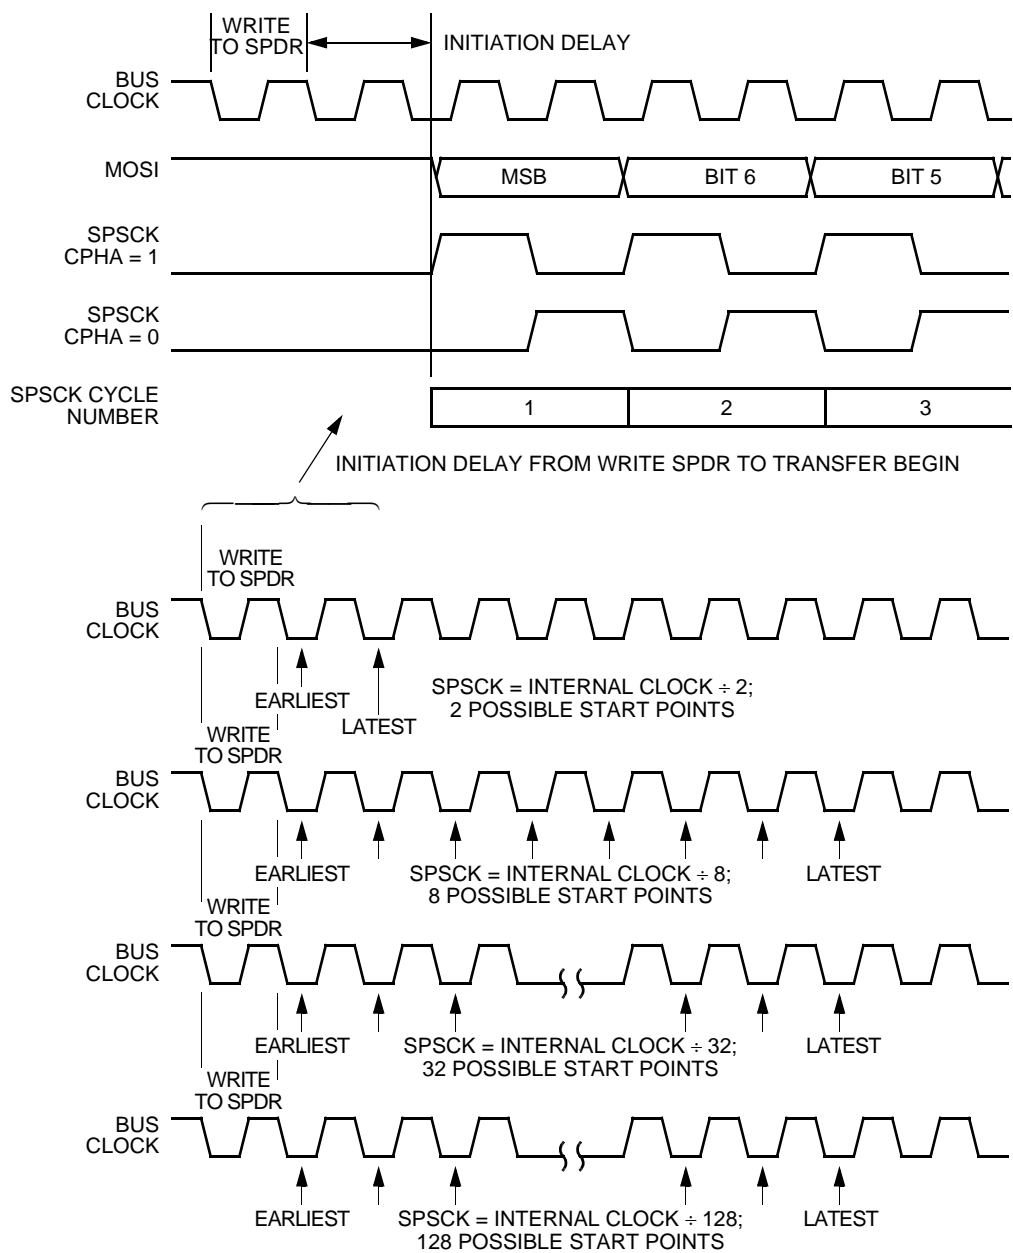 WRITE
TO SPDR
INITIATION DELAY
BUS
CLOCK
MOSI
MSB
BIT 6
BIT 5
SPSCK
CPHA = 1
SPSCK
CPHA = 0
SPSCK CYCLE
NUMBER
1
2
3
INITIATION DELAY FROM WRITE SPDR TO TRANSFER BEGIN
WRITE
TO SPDR
BUS
CLOCK
EARLIEST
LATEST
SPSCK = INTERNAL CLOCK ÷ 2;
2 POSSIBLE START POINTS
WRITE
TO SPDR
BUS
CLOCK
EARLIEST
SPSCK = INTERNAL CLOCK ÷ 8;
8 POSSIBLE START POINTS
LATEST
WRITE
TO SPDR
BUS
CLOCK
EARLIEST
SPSCK = INTERNAL CLOCK ÷ 32;
32 POSSIBLE START POINTS
LATEST
WRITE
TO SPDR
BUS
CLOCK
EARLIEST
SPSCK = INTERNAL CLOCK ÷ 128;
128 POSSIBLE START POINTS
LATEST